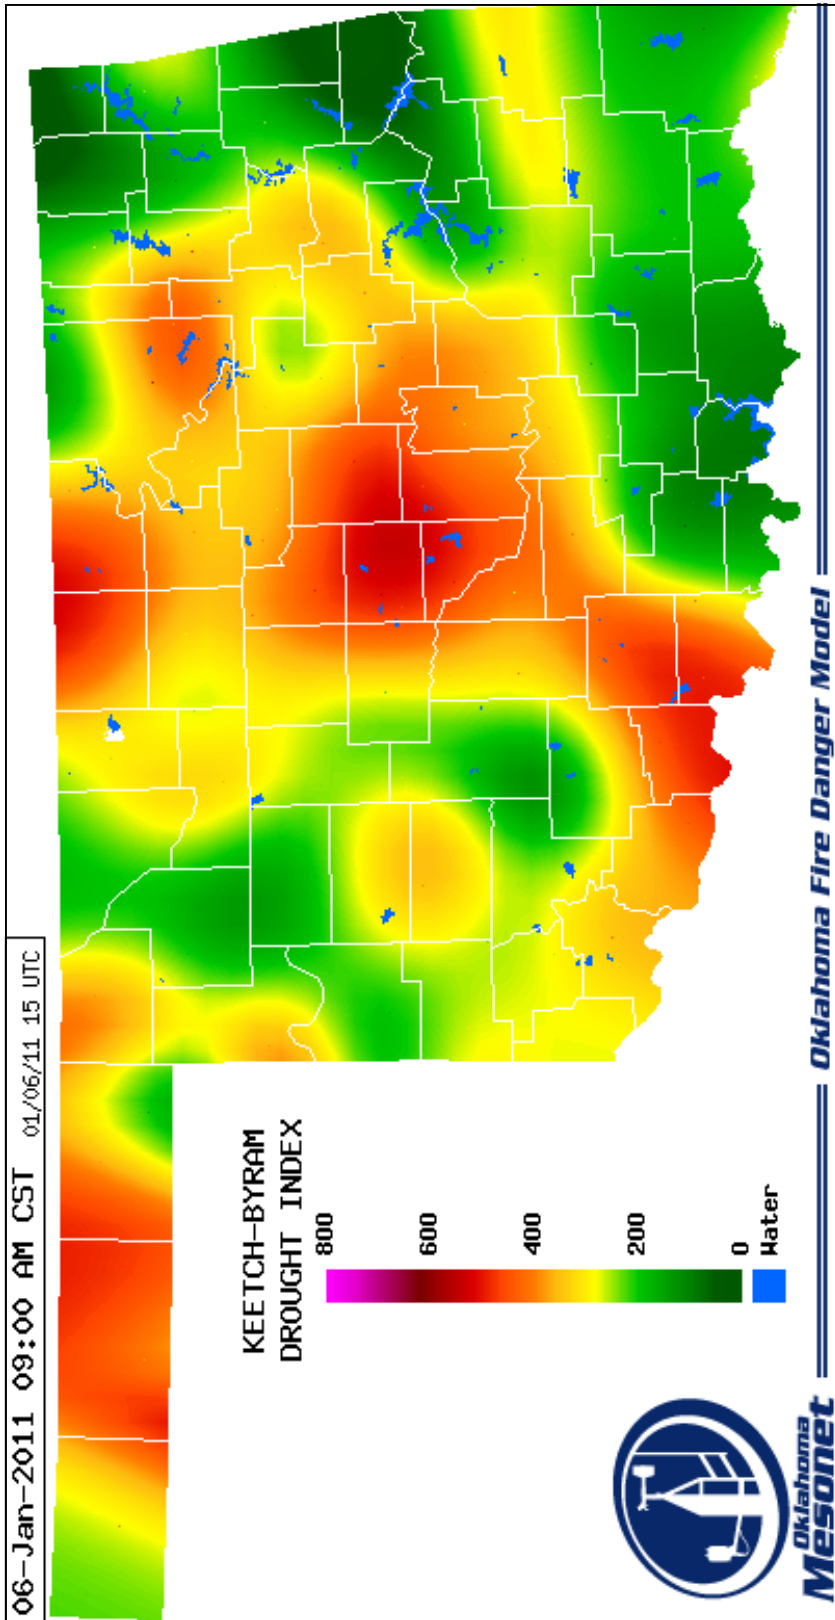 06-Jan-2011 09:00 AM CST 01/06/11 15 UTC
KEETCH-BYRAM
DROUGHT INDEX
800
600
400
200
0
Water
Oklahoma
Mesonet
Oklahoma Fire Danger Model